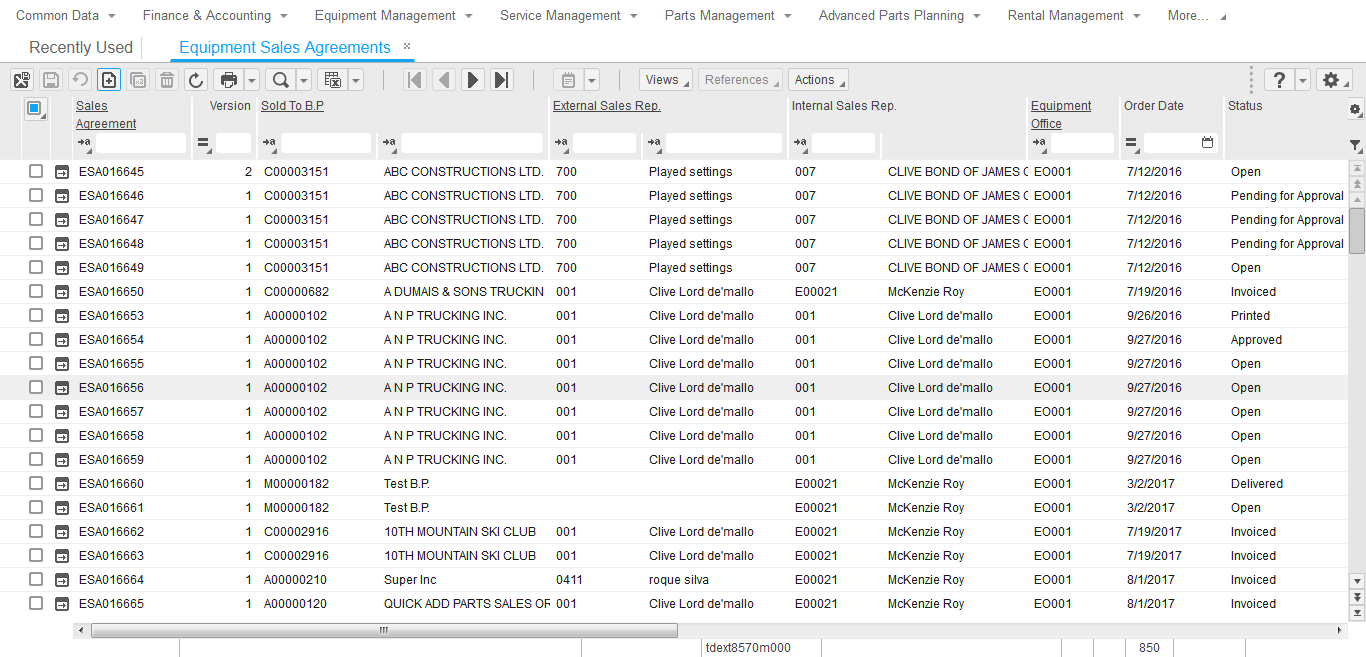 Common Data Finance & Accounting Equipment Management Service Management Parts Management Advanced Parts Planning Rental Management More...
Recently Used Equipment Sales Agreements ×
Views References Actions ?
Sales Agreement Version Sold To B.P External Sales Rep. Internal Sales Rep. Equipment Office Order Date Status
ESA016645 2 C00003151 ABC CONSTRUCTIONS LTD. 700 Played settings 007 CLIVE BOND OF JAMES EO001 7/12/2016 Open
ESA016646 1 C00003151 ABC CONSTRUCTIONS LTD. 700 Played settings 007 CLIVE BOND OF JAMES EO001 7/12/2016 Pending for Approval
ESA016647 1 C00003151 ABC CONSTRUCTIONS LTD. 700 Played settings 007 CLIVE BOND OF JAMES EO001 7/12/2016 Pending for Approval
ESA016648 1 C00003151 ABC CONSTRUCTIONS LTD. 700 Played settings 007 CLIVE BOND OF JAMES EO001 7/12/2016 Pending for Approval
ESA016649 1 C00003151 ABC CONSTRUCTIONS LTD. 700 Played settings 007 CLIVE BOND OF JAMES EO001 7/12/2016 Open
ESA016650 1 C00000682 A DUMAIS & SONS TRUCKIN 001 Clive Lord de'mallo E00021 McKenzie Roy EO001 7/19/2016 Invoiced
ESA016653 1 A00000102 A N P TRUCKING INC. 001 Clive Lord de'mallo 001 Clive Lord de'mallo EO001 9/26/2016 Printed
ESA016654 1 A00000102 A N P TRUCKING INC. 001 Clive Lord de'mallo 001 Clive Lord de'mallo EO001 9/27/2016 Approved
ESA016655 1 A00000102 A N P TRUCKING INC. 001 Clive Lord de'mallo 001 Clive Lord de'mallo EO001 9/27/2016 Open
ESA016656 1 A00000102 A N P TRUCKING INC. 001 Clive Lord de'mallo 001 Clive Lord de'mallo EO001 9/27/2016 Open
ESA016657 1 A00000102 A N P TRUCKING INC. 001 Clive Lord de'mallo 001 Clive Lord de'mallo EO001 9/27/2016 Open
ESA016658 1 A00000102 A N P TRUCKING INC. 001 Clive Lord de'mallo 001 Clive Lord de'mallo EO001 9/27/2016 Open
ESA016659 1 A00000102 A N P TRUCKING INC. 001 Clive Lord de'mallo 001 Clive Lord de'mallo EO001 9/27/2016 Open
ESA016660 1 M00000182 Test B.P. E00021 McKenzie Roy EO001 3/2/2017 Delivered
ESA016661 1 M00000182 Test B.P. E00021 McKenzie Roy EO001 3/2/2017 Open
ESA016662 1 C00002916 10TH MOUNTAIN SKI CLUB 001 Clive Lord de'mallo E00021 McKenzie Roy EO001 7/19/2017 Invoiced
ESA016663 1 C00002916 10TH MOUNTAIN SKI CLUB 001 Clive Lord de'mallo E00021 McKenzie Roy EO001 7/19/2017 Invoiced
ESA016664 1 A00000210 Super Inc 0411 roque silva E00021 McKenzie Roy EO001 8/1/2017 Invoiced
ESA016665 1 A00000120 QUICK ADD PARTS SALES OR 001 Clive Lord de'mallo E00021 McKenzie Roy EO001 8/1/2017 Invoiced
tdext8570m000 850